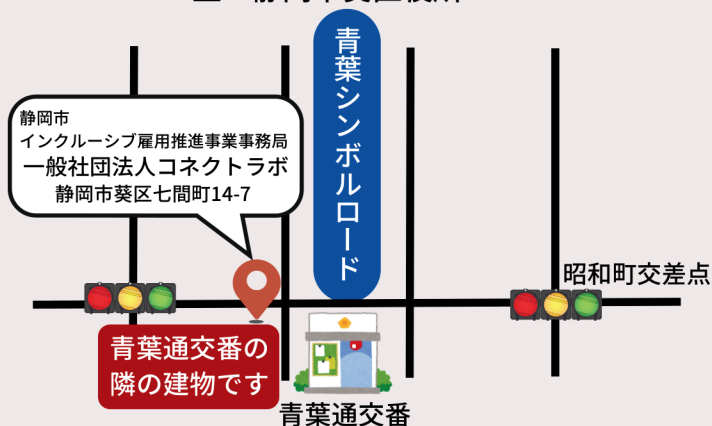 青葉シンボルロード
静岡市
インクルーシブ雇用推進事業事務局
一般社団法人コネクトラボ
静岡市葵区七間町14-7
昭和町交差点
青葉通交番の
隣の建物です
青葉通交番